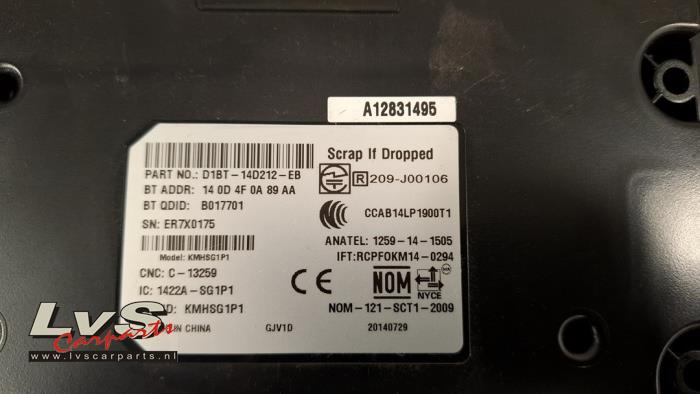 A12831495
Scrap If Dropped
PART NO.: D1BT-14D212-EB
R 209-J00106
BT ADDR: 14 0D 4F 0A 89 AA
BT QDID: B017701
CCAB14LP1900T1
SN: ER7X0175
ANATEL: 1259-14-1505
Model: KMHSG1P1
IFT:RCPFOKM14-0294
CNC: C-13259
CE
NOM
NYCE
IC: 1422A-SG1P1
D: KMHSG1P1
NOM-121-SCT1-2009
IN CHINA
GJV1D
20140729
LvS
Carparts
www.lvscarparts.nl